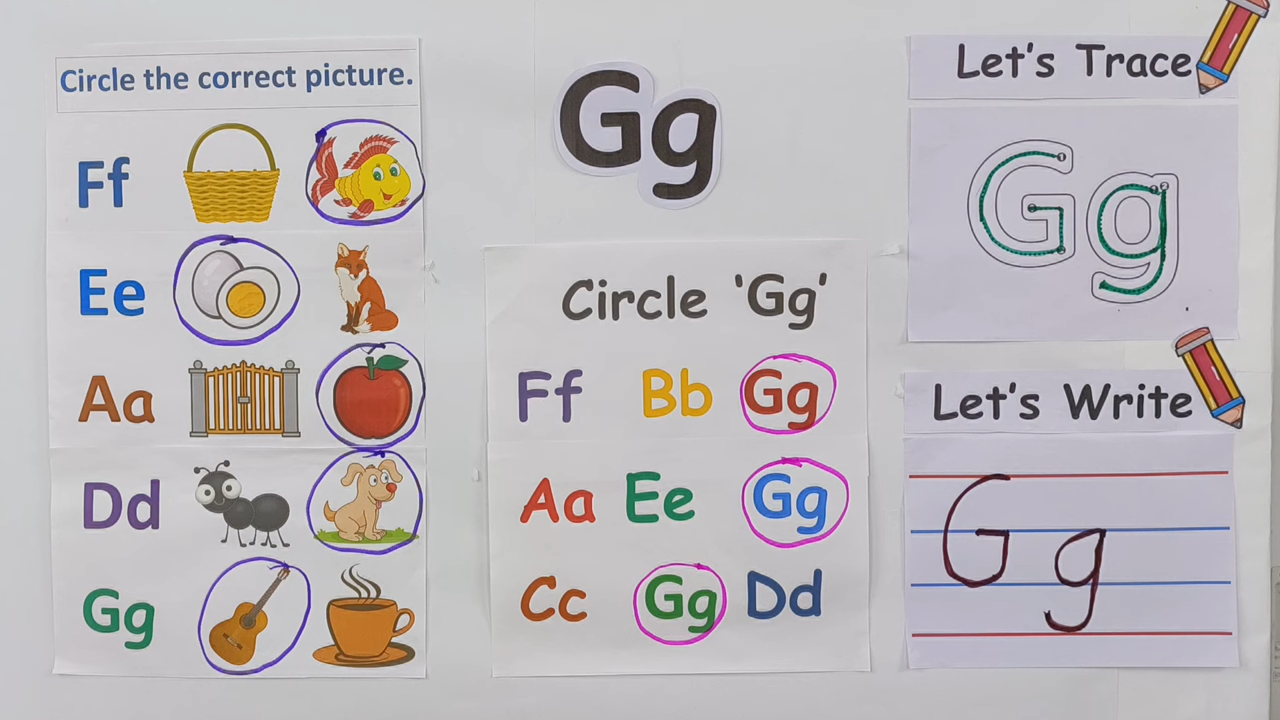 Circle the correct picture.
Ff
Ee
Aa
Dd
Gg
Gg
Circle 'Gg'
Ff Bb Gg
Aa Ee Gg
Cc Gg Dd
Let's Trace
Gg
Let's Write
G g